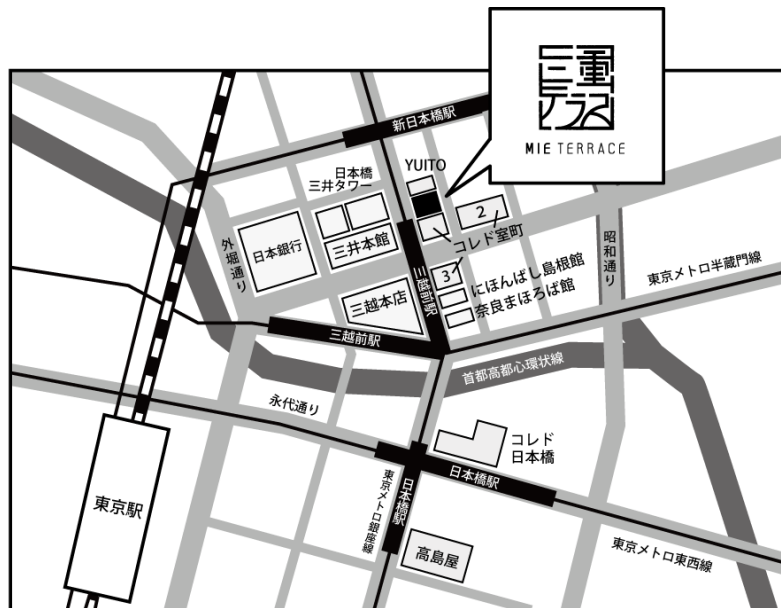 三重テラス
MIE TERRACE
新日本橋駅
YUITO
日本橋
三井タワー
2
コレド室町
外堀通り
日本銀行
三井本館
昭和通り
3
三越前駅
にほんばし島根館
奈良まほろば館
東京メトロ半蔵門線
三越本店
三越前駅
首都高都心環状線
永代通り
コレド
日本橋
日本橋駅
日本橋駅
東京メトロ銀座線
東京駅
高島屋
東京メトロ東西線